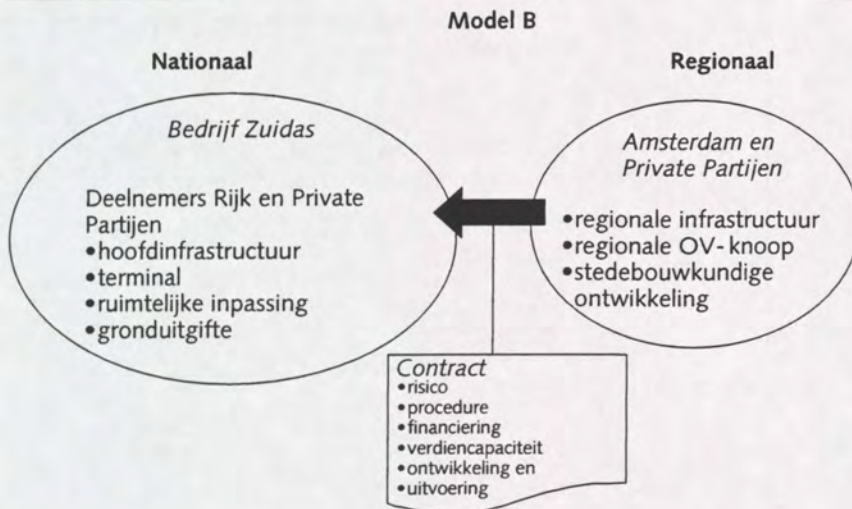 Model B
Nationaal
Regionaal
Bedrijf Zuidas
Deelnemers Rijk en Private
Partijen
•hoofdinfrastructuur
•terminal
•ruimtelijke inpassing
•gronduitgifte
Amsterdam en
Private Partijen
•regionale infrastructuur
•regionale OV-knoop
•stedebouwkundige
ontwikkeling
Contract
•risico
•procedure
•financiering
•verdiencapaciteit
•ontwikkeling en
•uitvoering